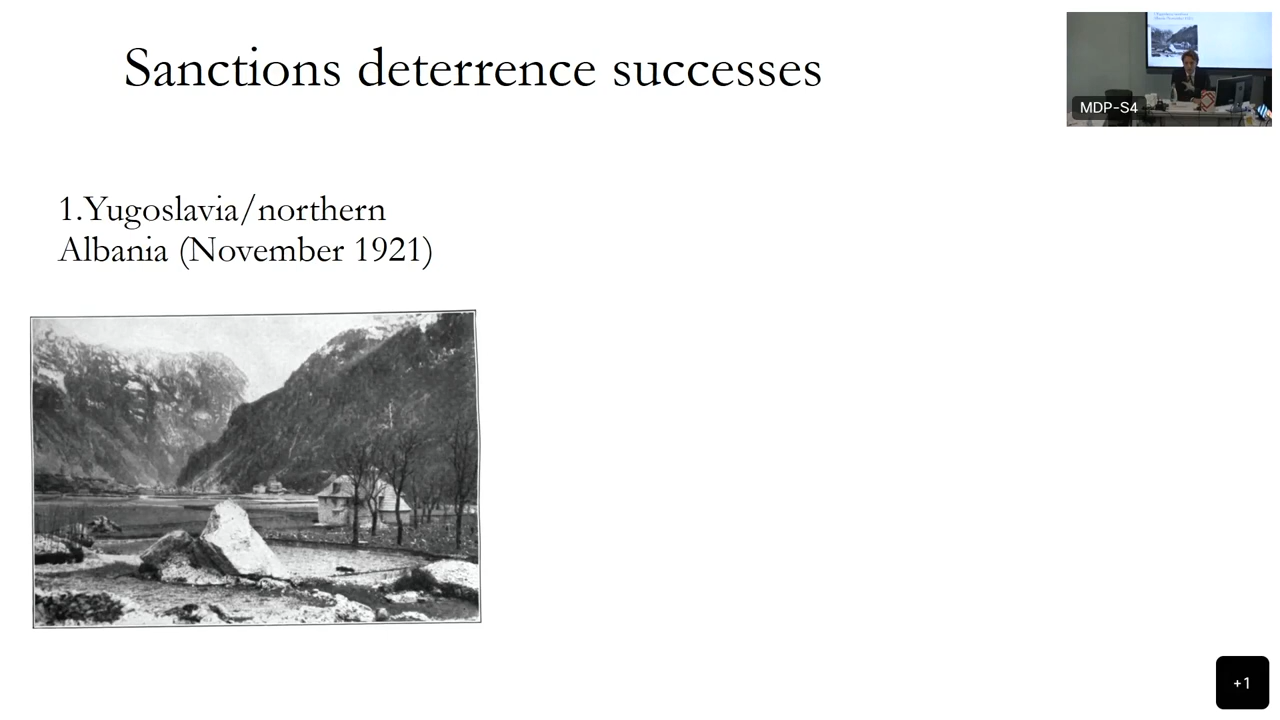 Sanctions deterrence successes
MDP-S4
1.Yugoslavia/northern
Albania (November 1921)
+1